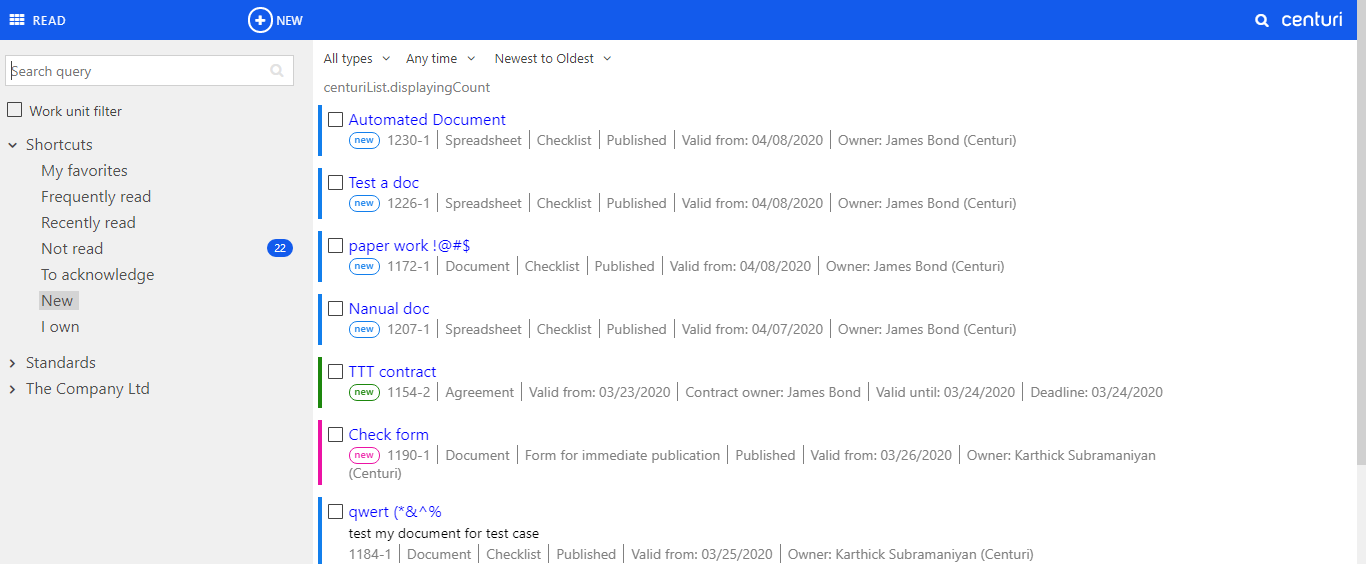 READ
NEW
centuri
Search query
Work unit filter
Shortcuts
My favorites
Frequently read
Recently read
Not read 22
To acknowledge
New
I own
Standards
The Company Ltd
All types Any time Newest to Oldest
centuriList.displayingCount
Automated Document
new 1230-1 Spreadsheet Checklist Published Valid from: 04/08/2020 Owner: James Bond (Centuri)
Test a doc
new 1226-1 Spreadsheet Checklist Published Valid from: 04/08/2020 Owner: James Bond (Centuri)
paper work !@#$
new 1172-1 Document Checklist Published Valid from: 04/08/2020 Owner: James Bond (Centuri)
Nanual doc
new 1207-1 Spreadsheet Checklist Published Valid from: 04/07/2020 Owner: James Bond (Centuri)
TTT contract
new 1154-2 Agreement Valid from: 03/23/2020 Contract owner: James Bond Valid until: 03/24/2020 Deadline: 03/24/2020
Check form
new 1190-1 Document Form for immediate publication Published Valid from: 03/26/2020 Owner: Karthick Subramaniyan
(Centuri)
qwert (*&^%
test my document for test case
1184-1 Document Checklist Published Valid from: 03/25/2020 Owner: Karthick Subramaniyan (Centuri)